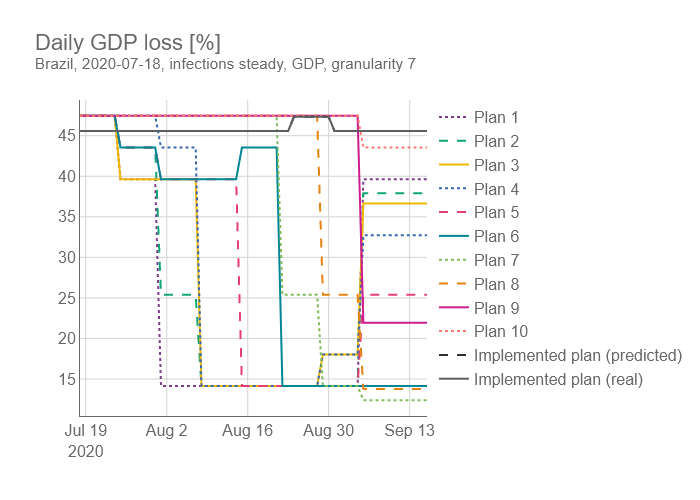 Daily GDP loss [%]
Brazil, 2020-07-18, infections steady, GDP, granularity 7
45
40
35
30
25
20
15
Jul 19
2020
Aug 2
Aug 16
Aug 30
Sep 13
Plan 1
Plan 2
Plan 3
Plan 4
Plan 5
Plan 6
Plan 7
Plan 8
Plan 9
Plan 10
Implemented plan (predicted)
Implemented plan (real)